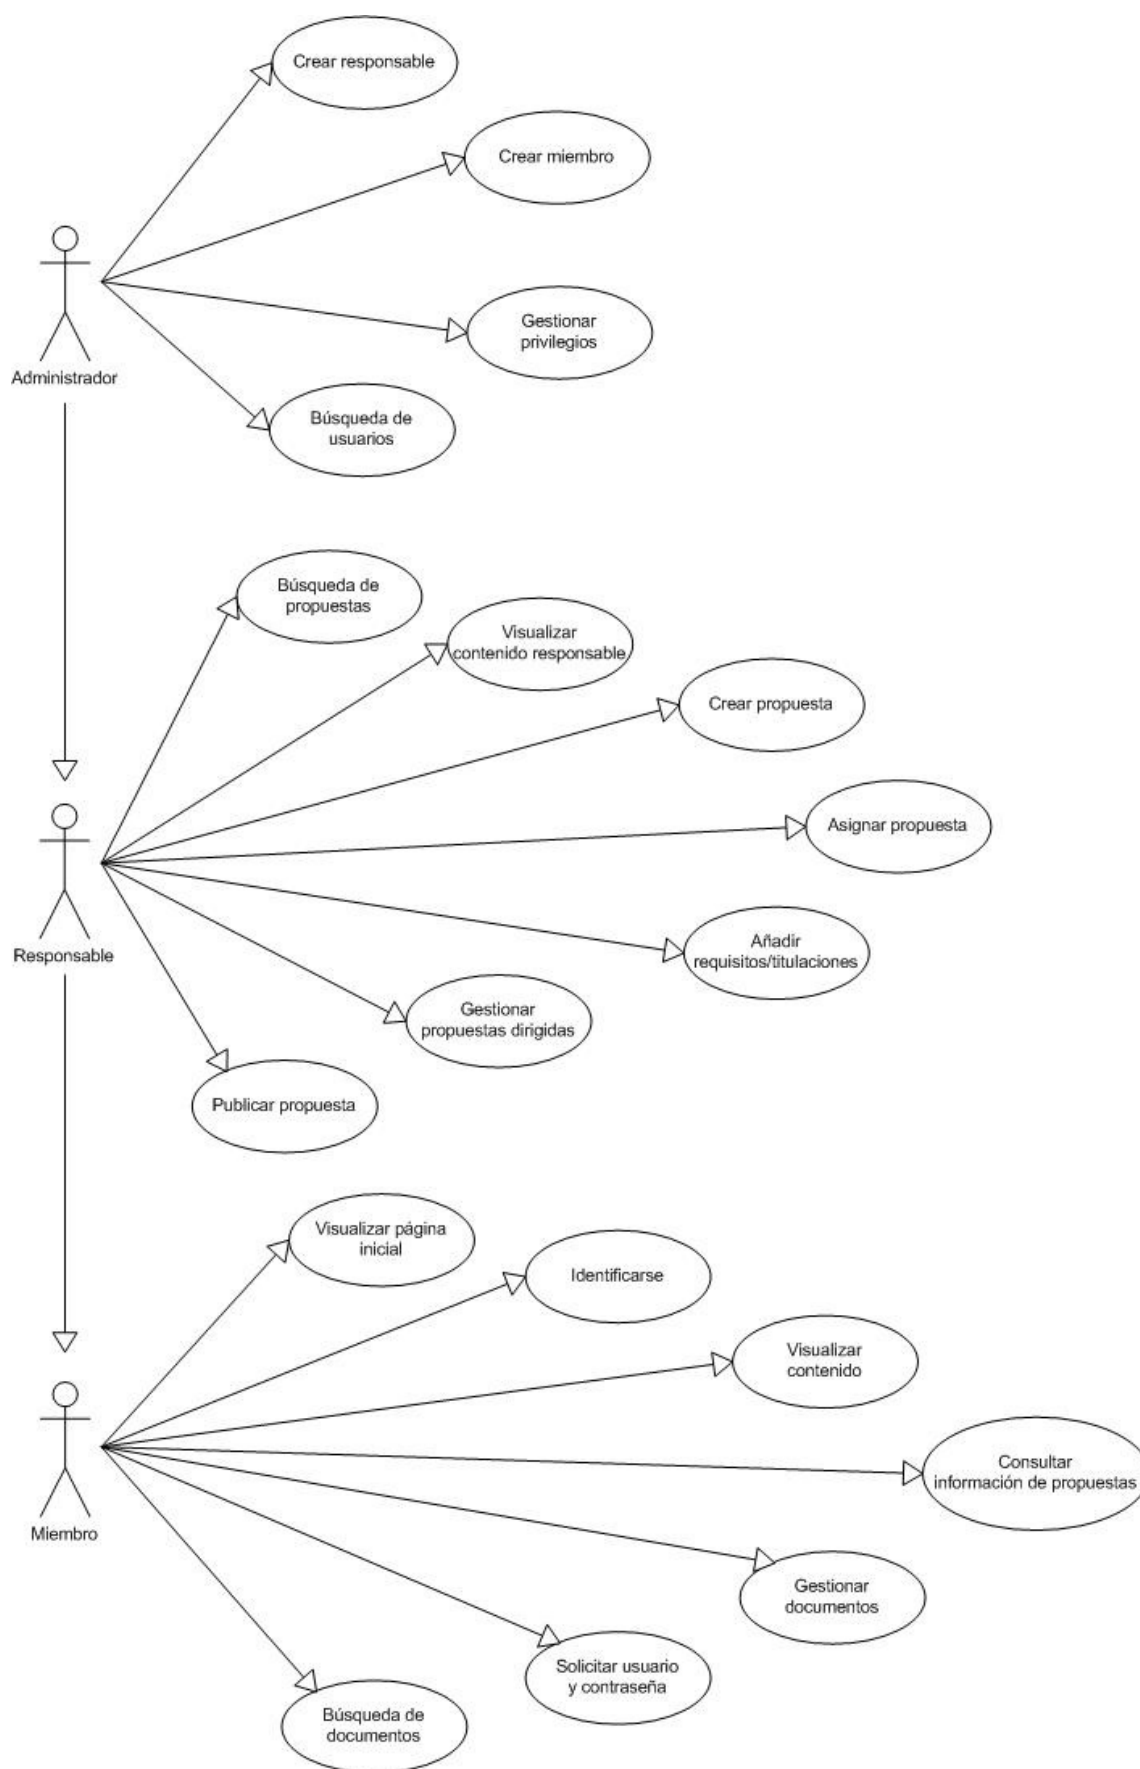 Crear responsable
Crear miembro
Gestionar
privilegios
Administrador
Búsqueda de
usuarios
Búsqueda de
propuestas
Visualizar
contenido responsable
Crear propuesta
Asignar propuesta
Responsable
Añadir
requisitos/titulaciones
Gestionar
propuestas dirigidas
Publicar propuesta
Visualizar página
inicial
Identificarse
Visualizar
contenido
Consultar
información de propuestas
Miembro
Gestionar
documentos
Solicitar usuario
y contraseña
Búsqueda de
documentos